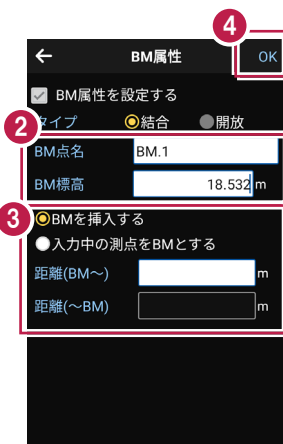 4
← BM属性 OK
BM属性を設定する
2
タイプ 結合 開放
BM点名 BM.1
BM標高 18.532 m
3
BMを挿入する
入力中の測点をBMとする
距離(BM～) m
距離(～BM) m